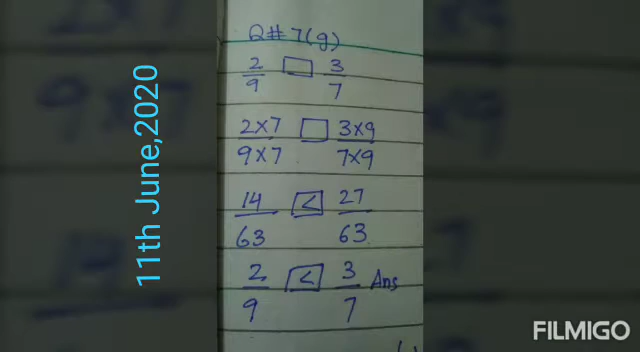 Q#7(g)
2/9 □ 3/7
2×7/9×7 □ 3×9/7×9
14/63 < 27/63
2/9 < 3/7 Ans
11th June,2020
FILMIGO